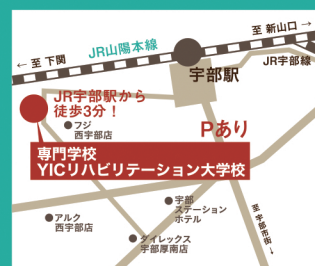 至 新山口 →
JR山陽本線
← 至 下関
宇部駅
JR宇部線
JR宇部駅から
徒歩3分！
フジ
西宇部店
Pあり
専門学校
YICリハビリテーション大学校
宇部
ステーション
ホテル
アルク
西宇部店
ダイレックス
宇部厚南店
至 宇部市街 →